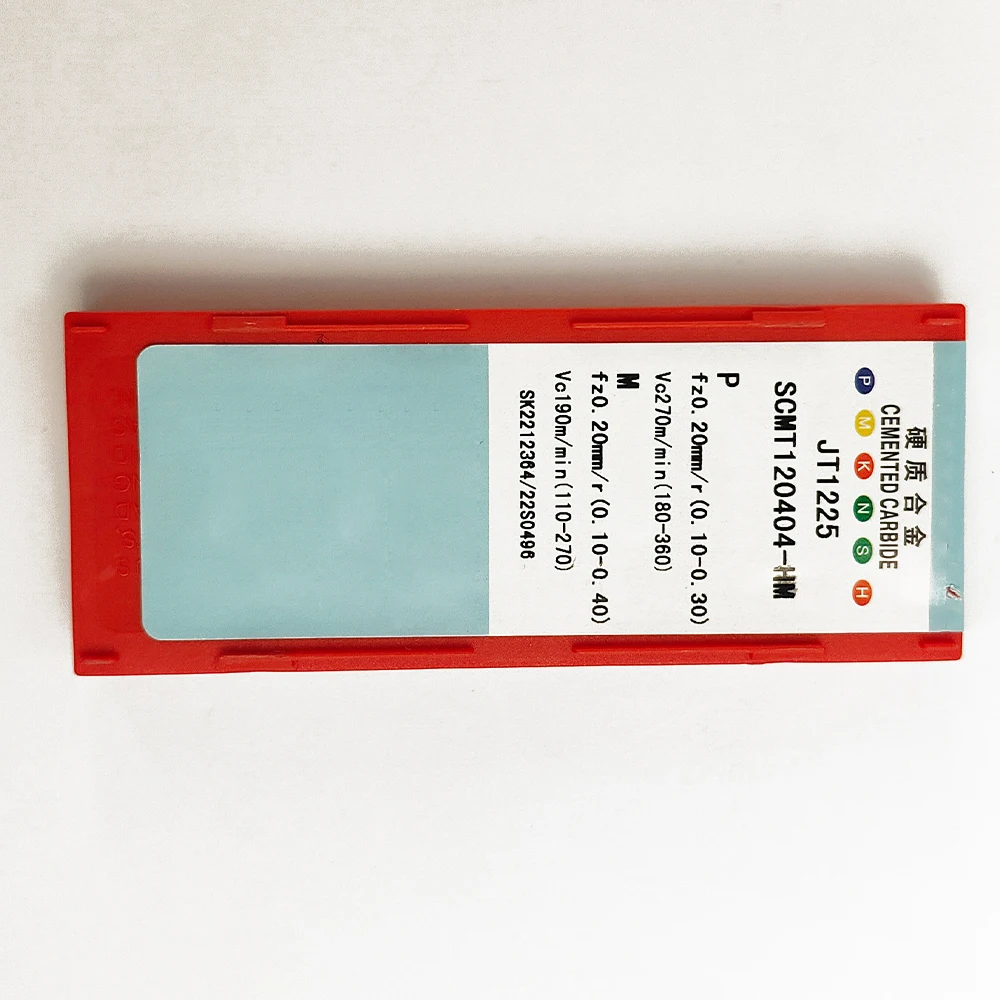 硬质合金
CEMENTED CARBIDE
P M K N S H
JT1225
SCMT120404-HM
P
fz0.20mm/r(0.10-0.30)
Vc270m/min(180-360)
M
fz0.20mm/r(0.10-0.40)
Vc190m/min(110-270)
SK2212364/22S0496